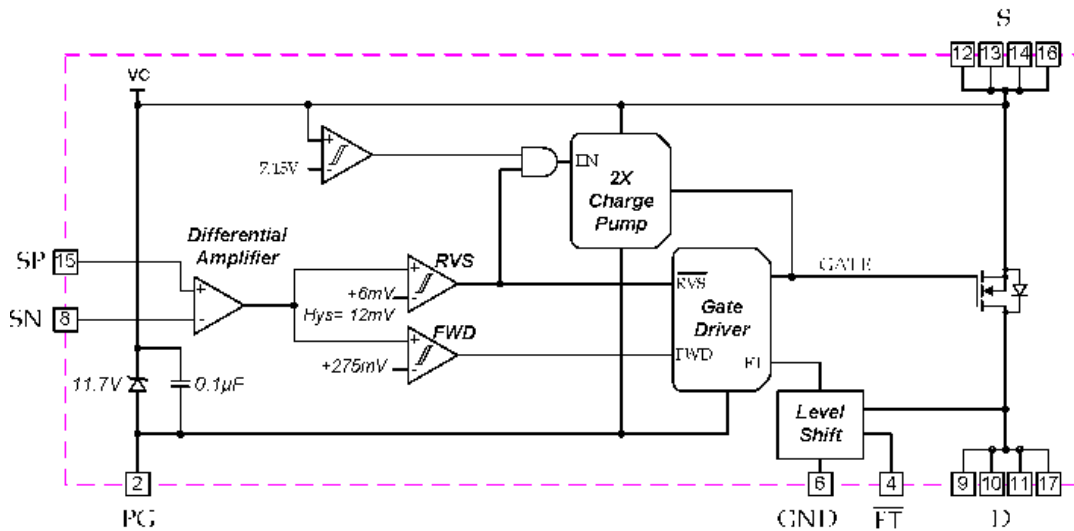 S
12 13 14 16
VC
7.15V
IN
2X
Charge
Pump
Differential
Amplifier
SP 15
SN 8
RVS
+6mV
Hys= 12mV
FWD
+275mV
RVS
Gate
Driver
FWD
FT
GATE
11.7V
0.1µF
Level
Shift
2
6
4
9 10 11 17
PG
GND
FT
D